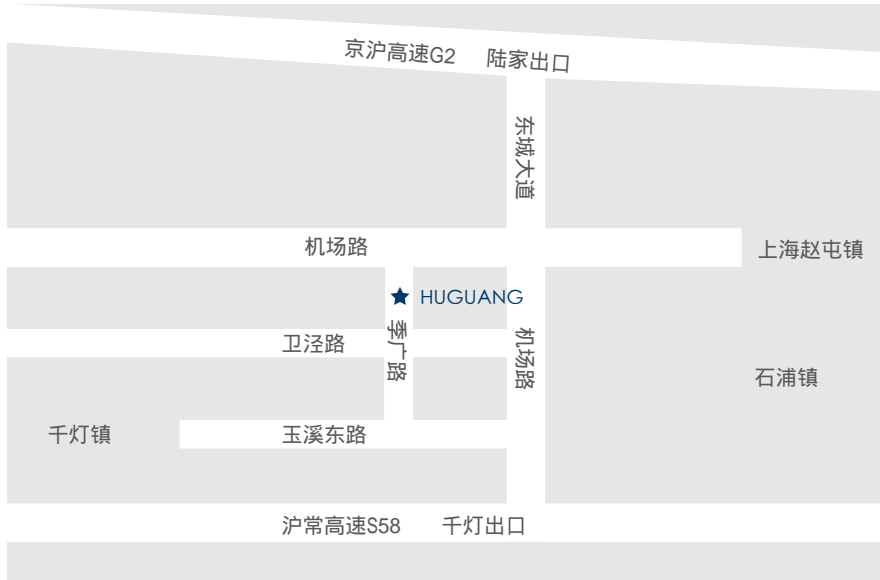 京沪高速G2 陆家出口
东城大道
机场路
上海赵屯镇
HUGUANG
季广路
机场路
卫泾路
石浦镇
千灯镇
玉溪东路
沪常高速S58 千灯出口